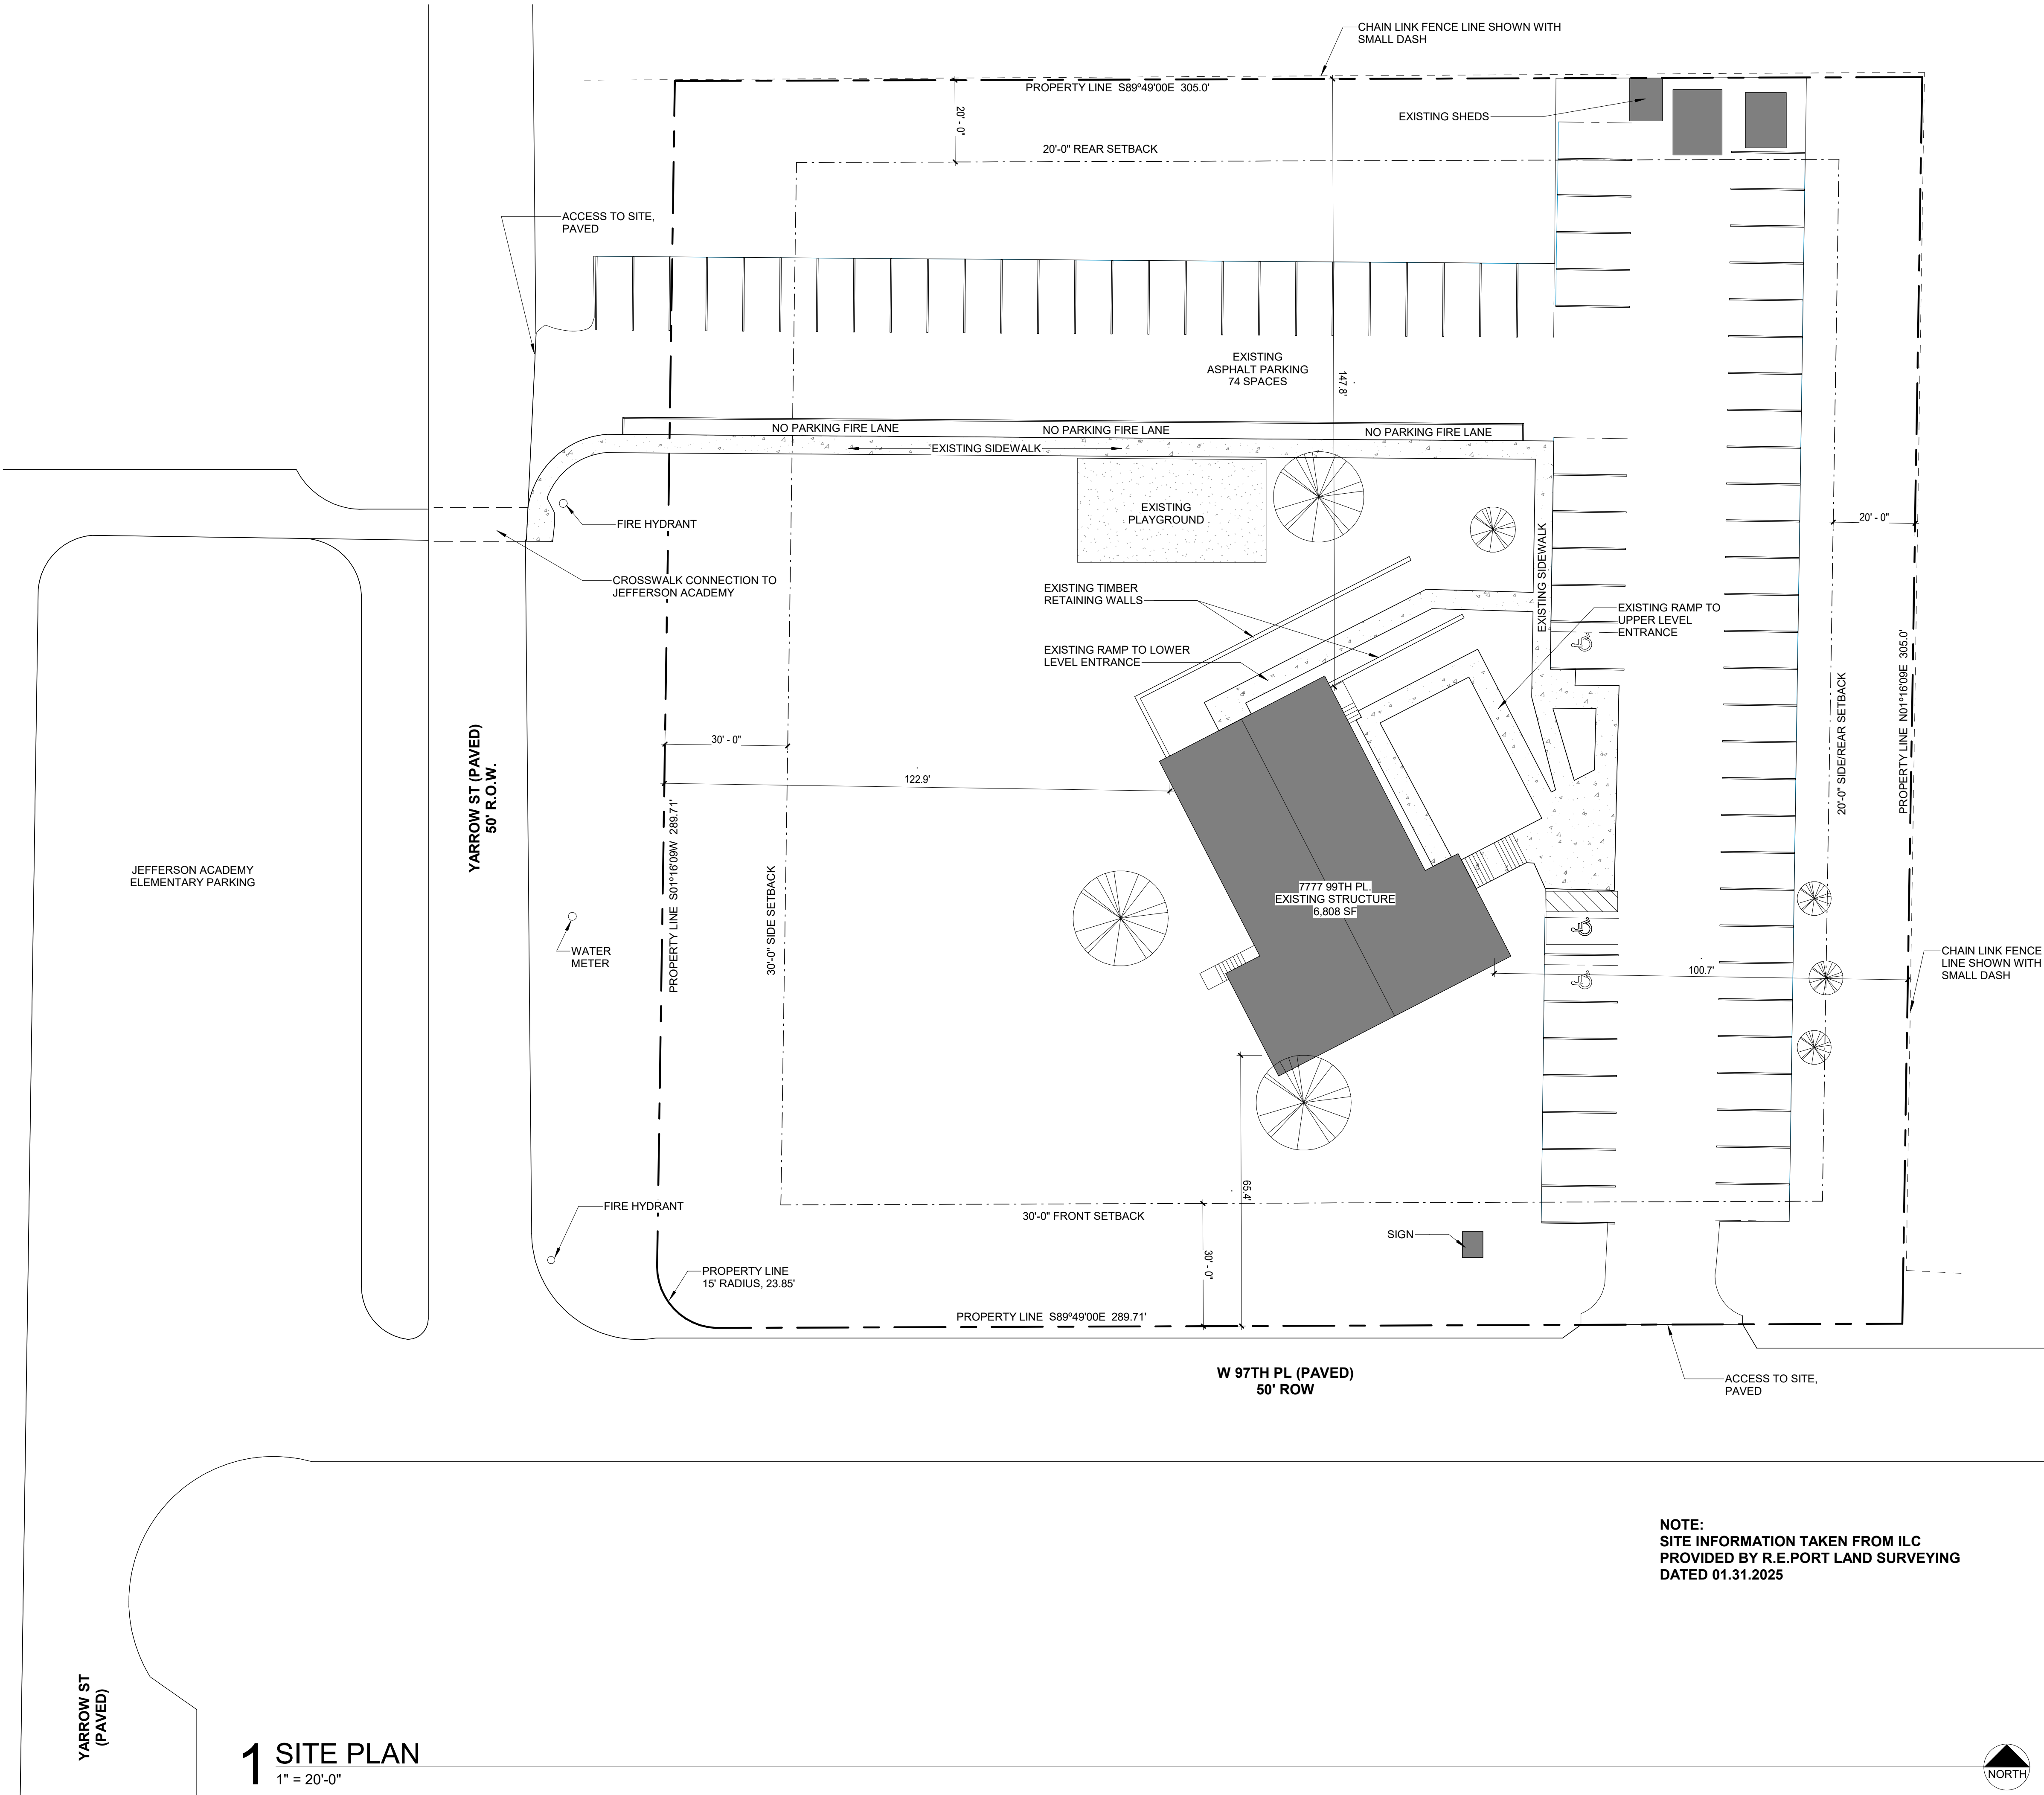 CHAIN LINK FENCE LINE SHOWN WITH
SMALL DASH
PROPERTY LINE  S89º49'00E  305.0'
20' - 0"
EXISTING SHEDS
20'-0" REAR SETBACK
ACCESS TO SITE,
PAVED
EXISTING
ASPHALT PARKING
74 SPACES
147.8'
NO PARKING FIRE LANE
NO PARKING FIRE LANE
NO PARKING FIRE LANE
EXISTING SIDEWALK
EXISTING
PLAYGROUND
FIRE HYDRANT
EXISTING SIDEWALK
20' - 0"
CROSSWALK CONNECTION TO
JEFFERSON ACADEMY
EXISTING TIMBER
RETAINING WALLS
EXISTING RAMP TO
UPPER LEVEL
ENTRANCE
EXISTING RAMP TO LOWER
LEVEL ENTRANCE
PROPERTY LINE  N01º16'09E  305.0'
20'-0" SIDE/REAR SETBACK
30' - 0"
122.9'
YARROW ST (PAVED)
50' R.O.W.
PROPERTY LINE  S01º16'09W  289.71'
30'-0" SIDE SETBACK
JEFFERSON ACADEMY
ELEMENTARY PARKING
7777 99TH PL.
EXISTING STRUCTURE
6,808 SF
WATER
METER
100.7'
CHAIN LINK FENCE
LINE SHOWN WITH
SMALL DASH
65.4'
FIRE HYDRANT
30'-0" FRONT SETBACK
SIGN
30' - 0"
PROPERTY LINE
15' RADIUS, 23.85'
PROPERTY LINE  S89º49'00E  289.71'
W 97TH PL (PAVED)
50' ROW
ACCESS TO SITE,
PAVED
NOTE:
SITE INFORMATION TAKEN FROM ILC
PROVIDED BY R.E.PORT LAND SURVEYING
DATED 01.31.2025
YARROW ST
(PAVED)
1 SITE PLAN
1" = 20'-0"
NORTH